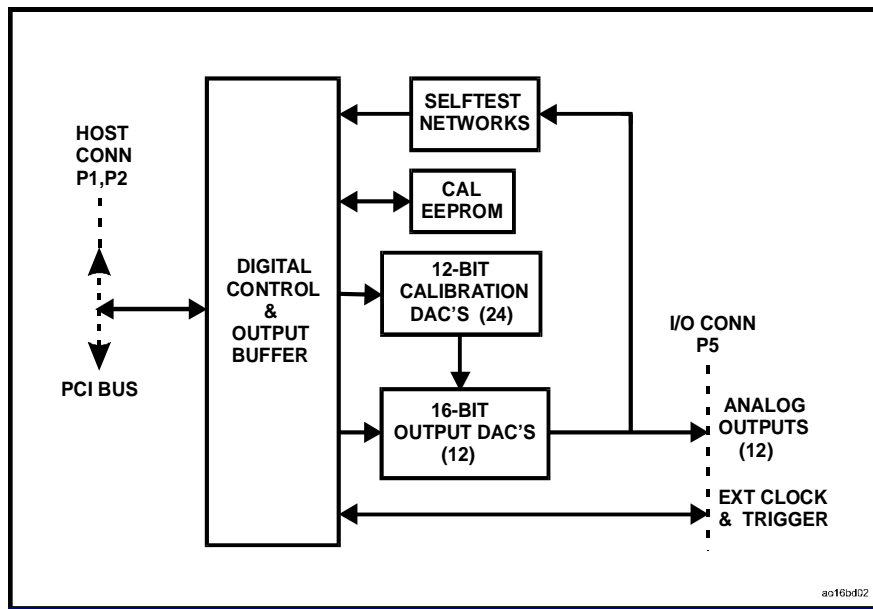 SELFTEST
NETWORKS
HOST
CONN
P1,P2
CAL
EEPROM
DIGITAL
CONTROL
&
OUTPUT
BUFFER
12-BIT
CALIBRATION
DAC'S (24)
I/O CONN
P5
PCI BUS
16-BIT
OUTPUT DAC'S
(12)
ANALOG
OUTPUTS
(12)
EXT CLOCK
& TRIGGER
ao16bd02